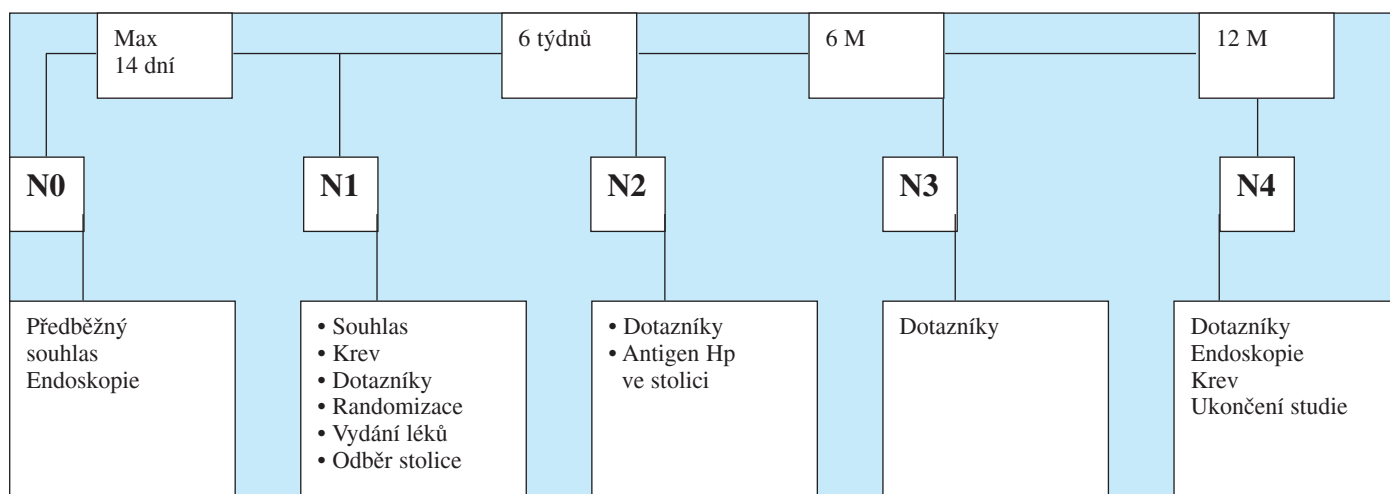 Max
14 dní
6 týdnů
6 M
12 M
N0
N1
N2
N3
N4
Předběžný
souhlas
Endoskopie
• Souhlas
• Krev
• Dotazníky
• Randomizace
• Vydání léků
• Odběr stolice
• Dotazníky
• Antigen Hp
ve stolici
Dotazníky
Dotazníky
Endoskopie
Krev
Ukončení studie